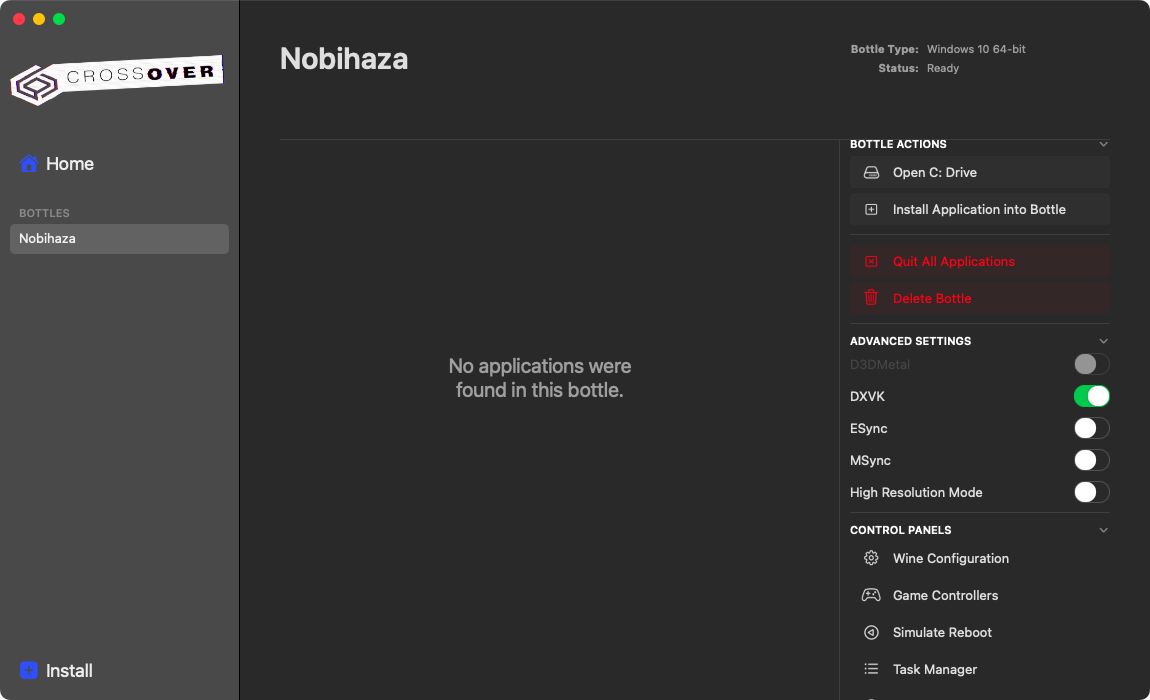 CROSSOVER
Home
BOTTLES
Nobihaza
Install
Nobihaza
Bottle Type: Windows 10 64-bit
Status: Ready
No applications were
found in this bottle.
BOTTLE ACTIONS
Open C: Drive
Install Application into Bottle
Quit All Applications
Delete Bottle
ADVANCED SETTINGS
D3DMetal
DXVK
ESync
MSync
High Resolution Mode
CONTROL PANELS
Wine Configuration
Game Controllers
Simulate Reboot
Task Manager